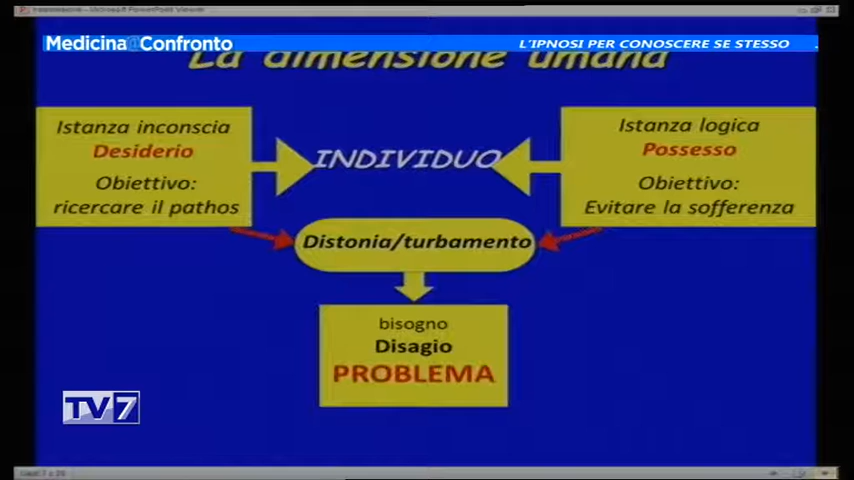 Medicina@Confronto
L'IPNOSI PER CONOSCERE SE STESSO
La dimensione umana
Istanza inconscia
Desiderio
Obiettivo:
ricercare il pathos
INDIVIDUO
Istanza logica
Possesso
Obiettivo:
Evitare la sofferenza
Distonia/turbamento
bisogno
Disagio
PROBLEMA
TV7